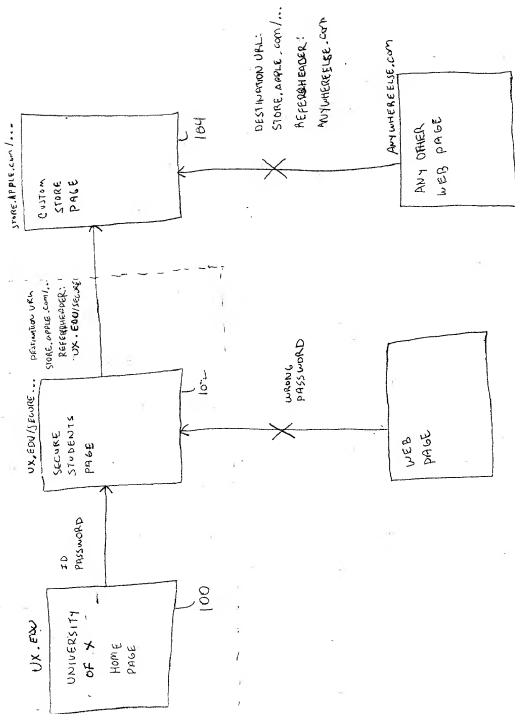 UX.EDU
UNIVERSITY
OF X
HOME
PAGE
100
ID
PASSWORD
UX.EDU/SECURE...
SECURE
STUDENTS
PAGE
102
DESTINATION URL
STORE.APPLE.COM/...
REFERHEADER:
UX.EDU/SECURE
STORE.APPLE.COM/...
CUSTOM
STORE
PAGE
104
WRONG
PASSWORD
WEB
PAGE
DESTINATION URL:
STORE.APPLE.COM/...
REFERHEADER:
ANYWHEREELSE.COM
ANYWHEREELSE.COM
ANY OTHER
WEB PAGE